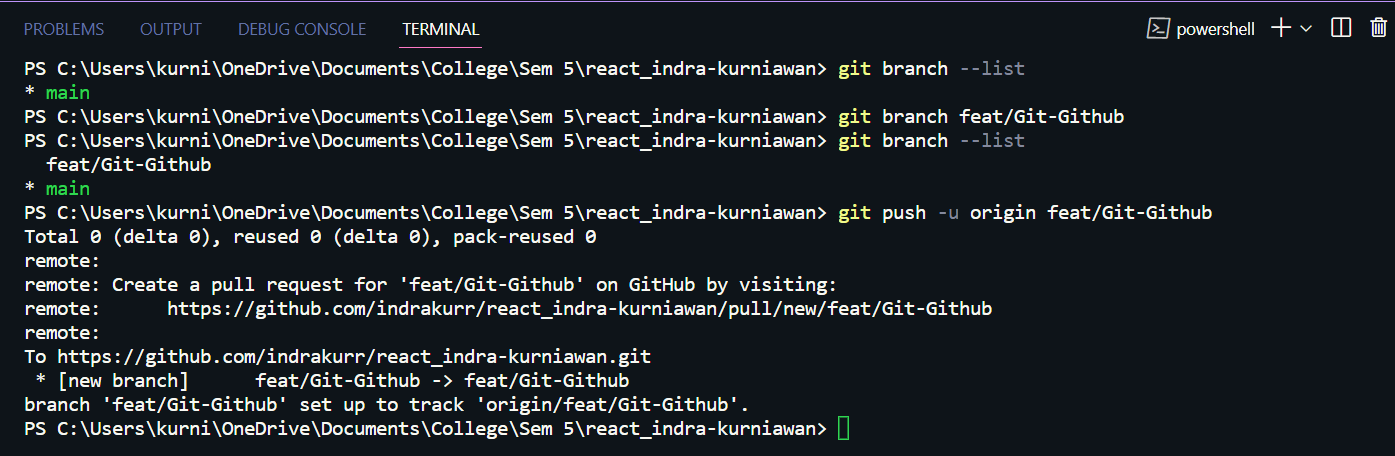 PROBLEMS OUTPUT DEBUG CONSOLE TERMINAL powershell
PS C:\Users\kurni\OneDrive\Documents\College\Sem 5\react_indra-kurniawan> git branch --list
* main
PS C:\Users\kurni\OneDrive\Documents\College\Sem 5\react_indra-kurniawan> git branch feat/Git-Github
PS C:\Users\kurni\OneDrive\Documents\College\Sem 5\react_indra-kurniawan> git branch --list
  feat/Git-Github
* main
PS C:\Users\kurni\OneDrive\Documents\College\Sem 5\react_indra-kurniawan> git push -u origin feat/Git-Github
Total 0 (delta 0), reused 0 (delta 0), pack-reused 0
remote:
remote: Create a pull request for 'feat/Git-Github' on GitHub by visiting:
remote:      https://github.com/indrakurr/react_indra-kurniawan/pull/new/feat/Git-Github
remote:
To https://github.com/indrakurr/react_indra-kurniawan.git
 * [new branch]      feat/Git-Github -> feat/Git-Github
branch 'feat/Git-Github' set up to track 'origin/feat/Git-Github'.
PS C:\Users\kurni\OneDrive\Documents\College\Sem 5\react_indra-kurniawan>